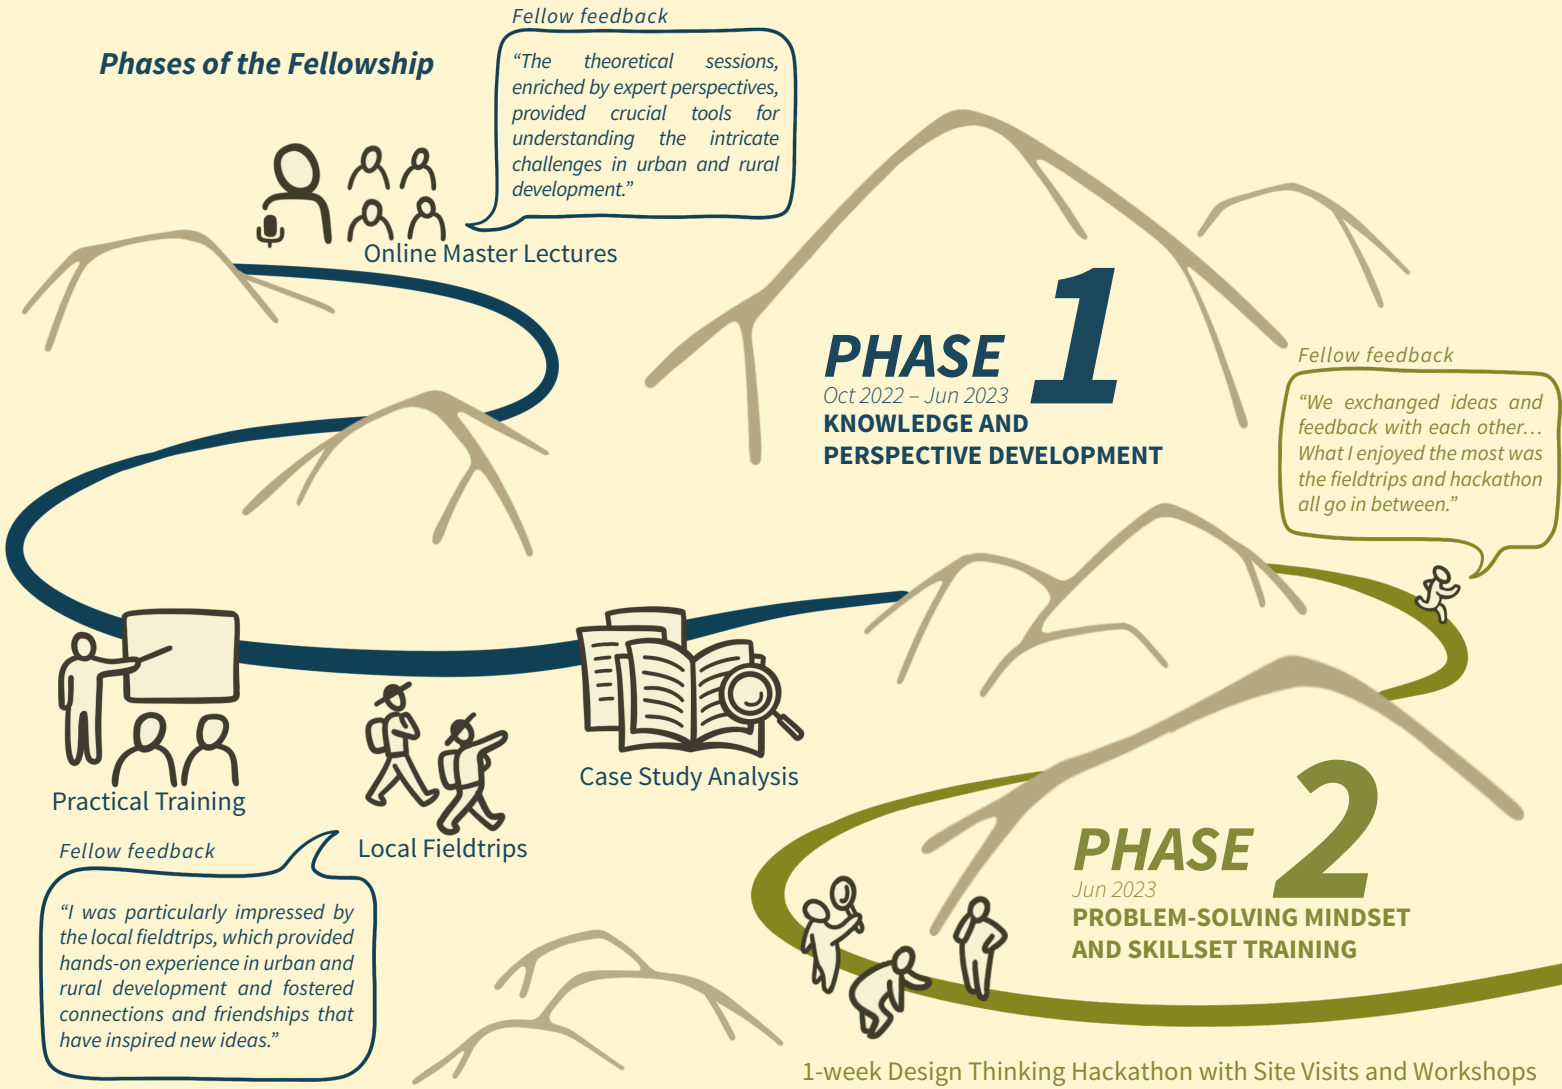 Phases of the Fellowship
Fellow feedback
“The theoretical sessions,
enriched by expert perspectives,
provided crucial tools for
understanding the intricate
challenges in urban and rural
development.”
Online Master Lectures
PHASE 1
Oct 2022 – Jun 2023
KNOWLEDGE AND
PERSPECTIVE DEVELOPMENT
Fellow feedback
“We exchanged ideas and
feedback with each other…
What I enjoyed the most was
the fieldtrips and hackathon
all go in between.”
Practical Training
Local Fieldtrips
Case Study Analysis
Fellow feedback
“I was particularly impressed by
the local fieldtrips, which provided
hands-on experience in urban and
rural development and fostered
connections and friendships that
have inspired new ideas.”
PHASE 2
Jun 2023
PROBLEM-SOLVING MINDSET
AND SKILLSET TRAINING
1-week Design Thinking Hackathon with Site Visits and Workshops